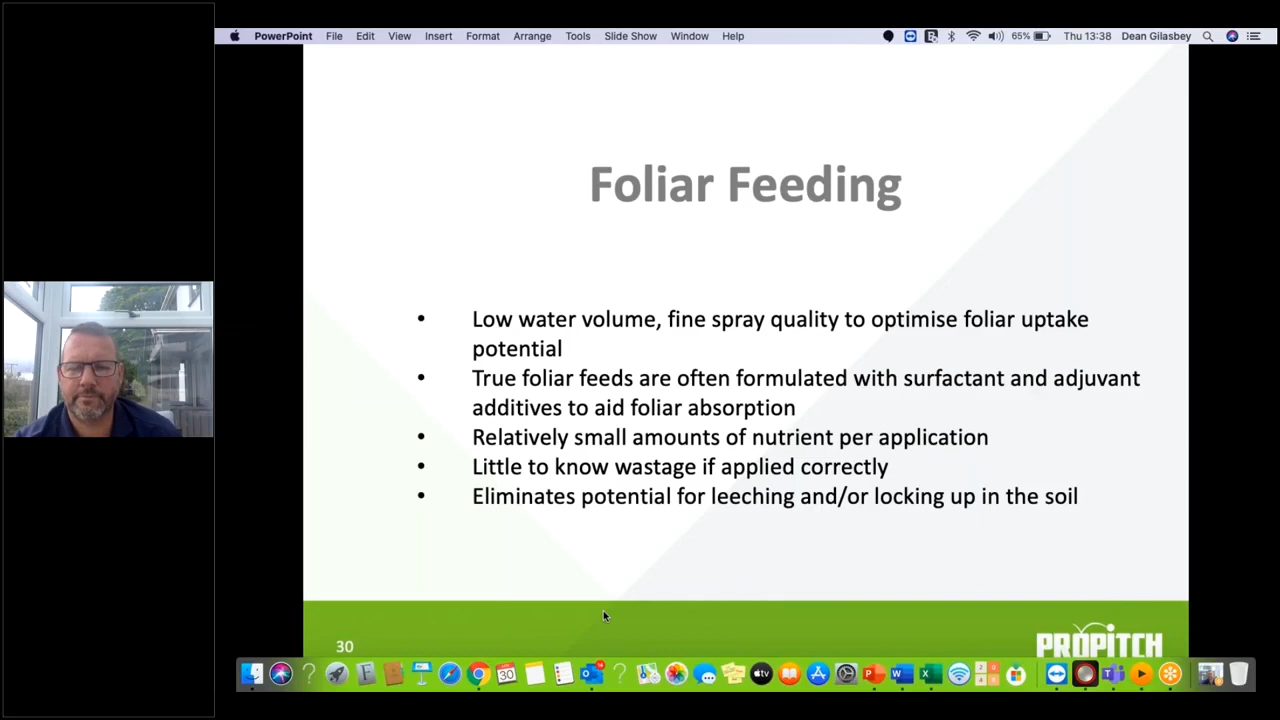 PowerPoint File Edit View Insert Format Arrange Tools Slide Show Window Help 65% Thu 13:38 Dean Gilasbey
Foliar Feeding
• Low water volume, fine spray quality to optimise foliar uptake
potential
• True foliar feeds are often formulated with surfactant and adjuvant
additives to aid foliar absorption
• Relatively small amounts of nutrient per application
• Little to know wastage if applied correctly
• Eliminates potential for leeching and/or locking up in the soil
30
PROPITCH